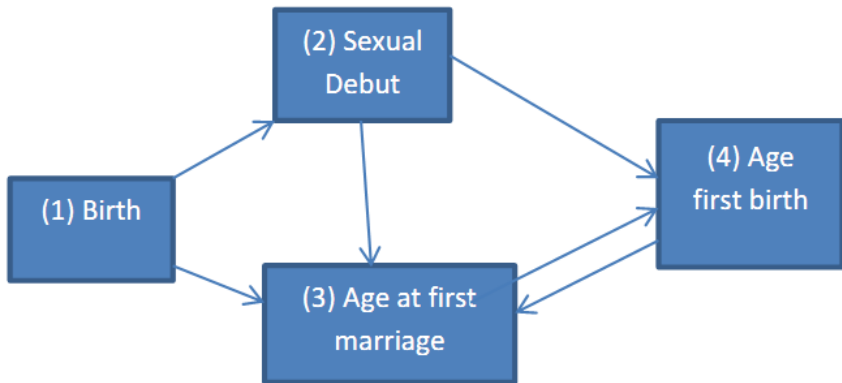 (2) Sexual
Debut
(1) Birth
(4) Age
first birth
(3) Age at first
marriage